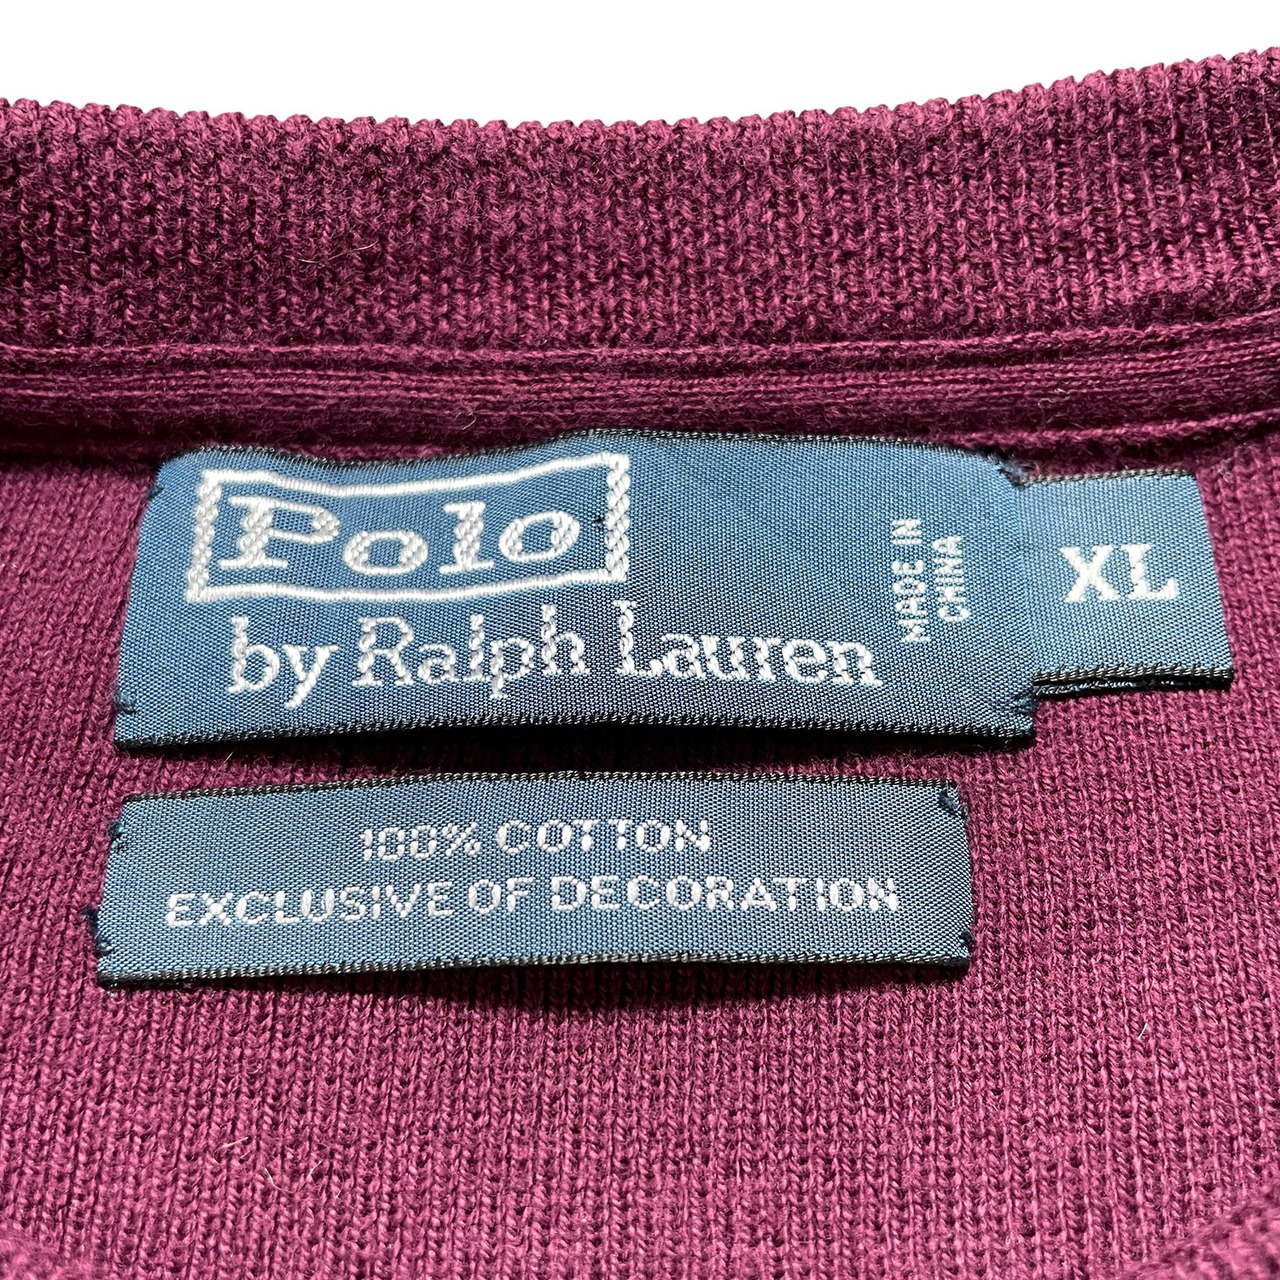 Polo
by Ralph Lauren
MADE IN
CHINA
XL
100% COTTON
EXCLUSIVE OF DECORATION